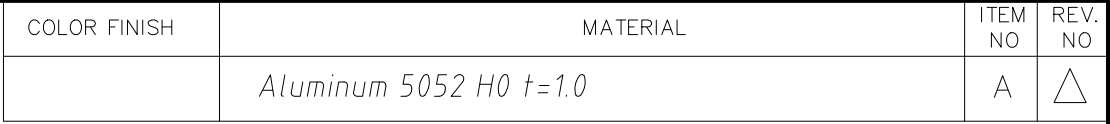 COLOR FINISH MATERIAL ITEM NO REV. NO
Aluminum 5052 H0 t=1.0 A